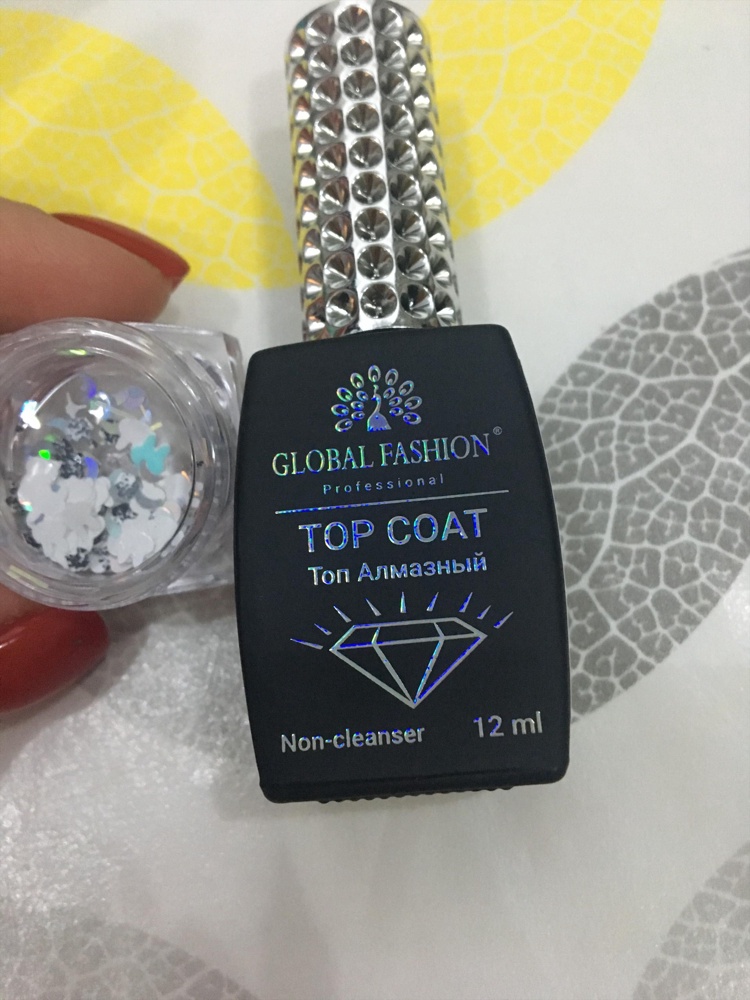 GLOBAL FASHION®
Professional
TOP COAT
Топ Алмазный
Non-cleanser 12 ml